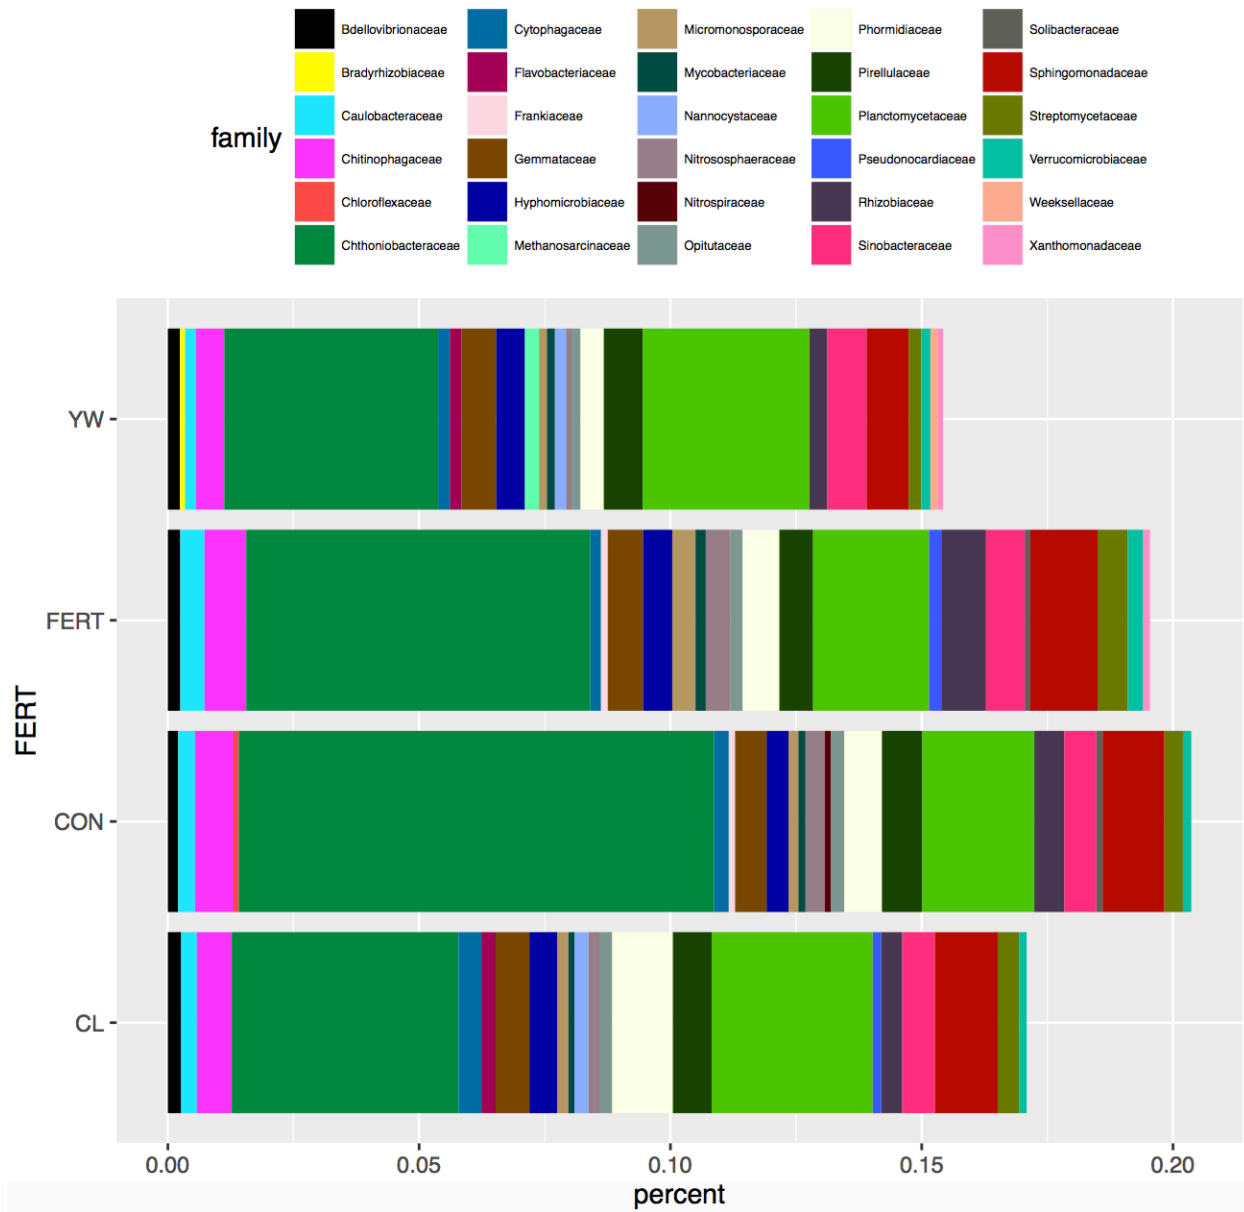 Bdellovibrionaceae Cytophagaceae Micromonosporaceae Phormidiaceae Solibacteraceae
Bradyrhizobiaceae Flavobacteriaceae Mycobacteriaceae Pirellulaceae Sphingomonadaceae
Caulobacteraceae Frankiaceae Nannocystaceae Planctomycetaceae Streptomycetaceae
family
Chitinophagaceae Gemmataceae Nitrososphaeraceae Pseudonocardiaceae Verrucomicrobiaceae
Chloroflexaceae Hyphomicrobiaceae Nitrospiraceae Rhizobiaceae Weeksellaceae
Chthoniobacteraceae Methanosarcinaceae Opitutaceae Sinobacteraceae Xanthomonadaceae
YW
FERT
FERT
CON
CL
0.00 0.05 0.10 0.15 0.20
percent